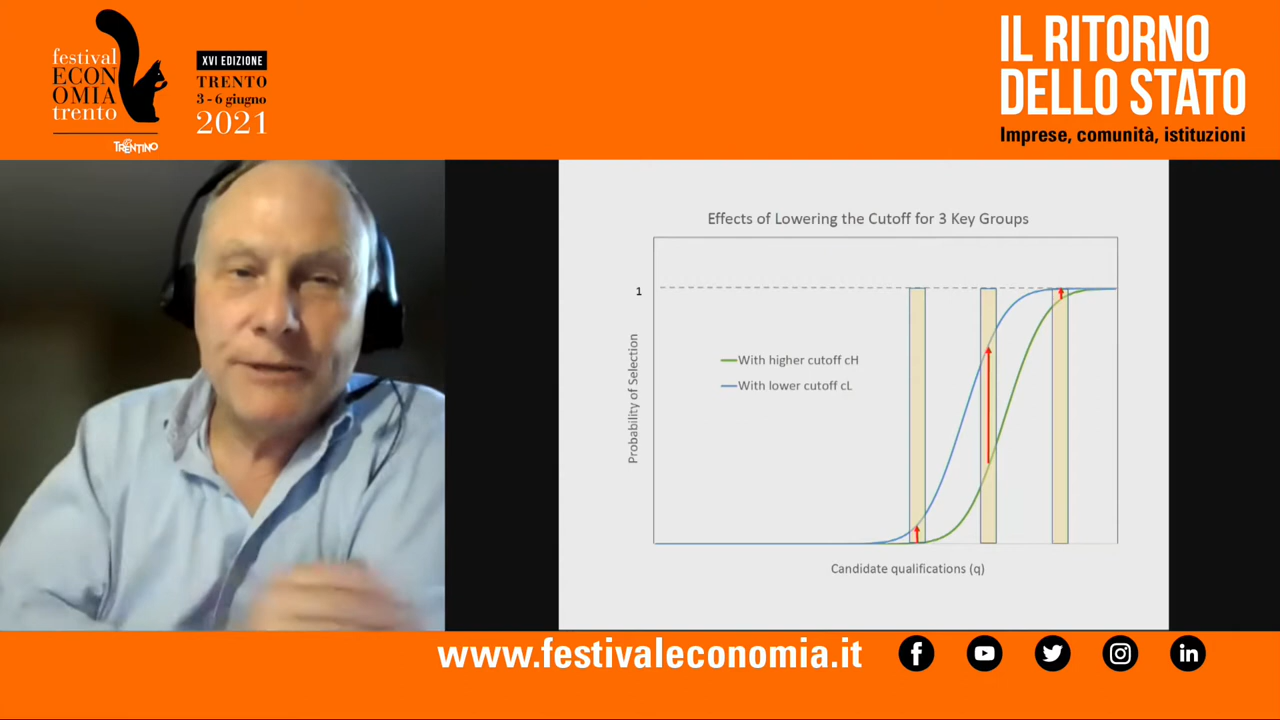 festival
ECON
OMIA
trento
TRENTINO
XVI EDIZIONE
TRENTO
3 - 6 giugno
2021
IL RITORNO
DELLO STATO
Imprese, comunità, istituzioni
Effects of Lowering the Cutoff for 3 Key Groups
1
Probability of Selection
With higher cutoff cH
With lower cutoff cL
Candidate qualifications (q)
www.festivaleconomia.it